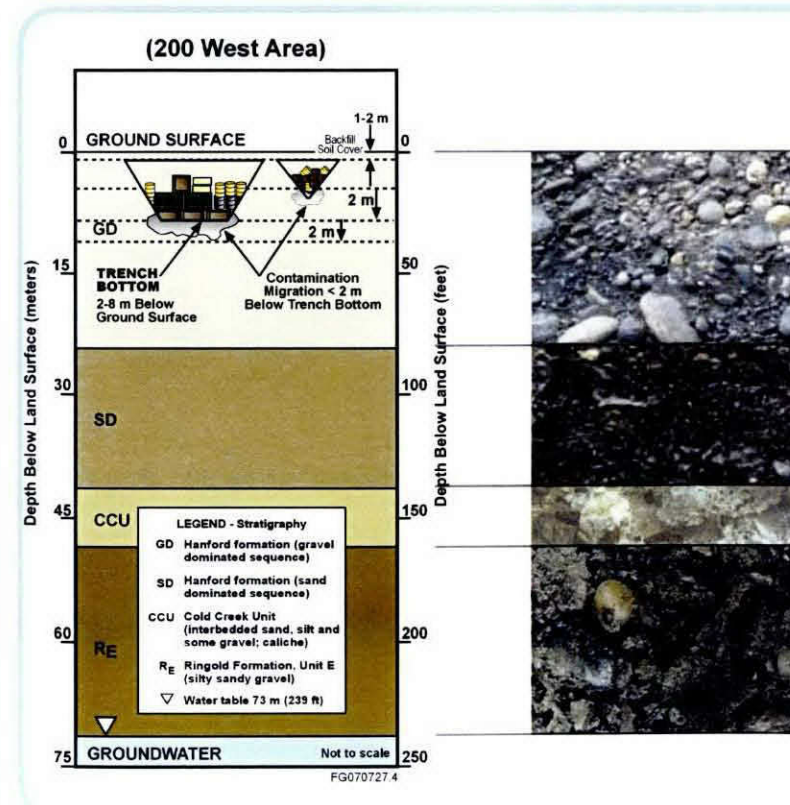 (200 West Area)
1-2 m
0
GROUND SURFACE
Backfill
Soil Cover
0
2 m
GD
2 m
TRENCH
BOTTOM
2-8 m Below
Ground Surface
Contamination
Migration < 2 m
Below Trench Bottom
15
50
30
100
SD
45
150
CCU
LEGEND - Stratigraphy
GD Hanford formation (gravel
dominated sequence)
SD Hanford formation (sand
dominated sequence)
CCU Cold Creek Unit
(interbedded sand, silt and
some gravel; caliche)
RE Ringold Formation, Unit E
(silty sandy gravel)
Water table 73 m (239 ft)
60
200
RE
75
GROUNDWATER
Not to scale
250
FG070727.4
Depth Below Land Surface (meters)
Depth Below Land Surface (feet)